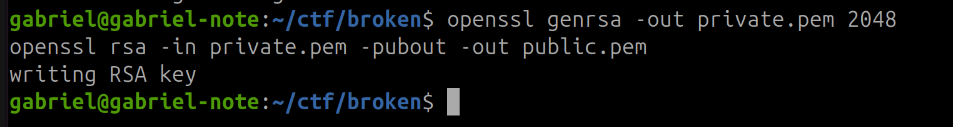 gabriel@gabriel-note:~/ctf/broken$ openssl genrsa -out private.pem 2048
openssl rsa -in private.pem -pubout -out public.pem
writing RSA key
gabriel@gabriel-note:~/ctf/broken$